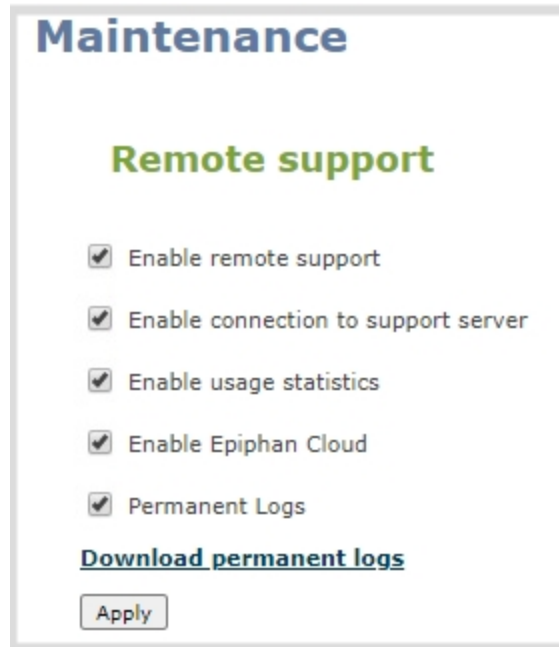 Maintenance
Remote support
Enable remote support
Enable connection to support server
Enable usage statistics
Enable Epiphan Cloud
Permanent Logs
Download permanent logs
Apply